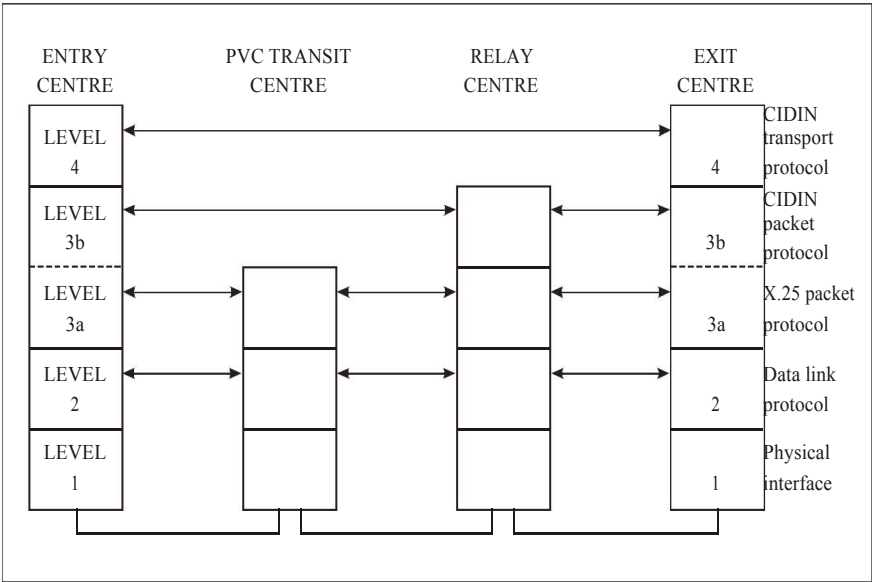 ENTRY
CENTRE
PVC TRANSIT
CENTRE
RELAY
CENTRE
EXIT
CENTRE
LEVEL
4
4
CIDIN
transport
protocol
LEVEL
3b
3b
CIDIN
packet
protocol
LEVEL
3a
3a
X.25 packet
protocol
LEVEL
2
2
Data link
protocol
LEVEL
1
1
Physical
interface